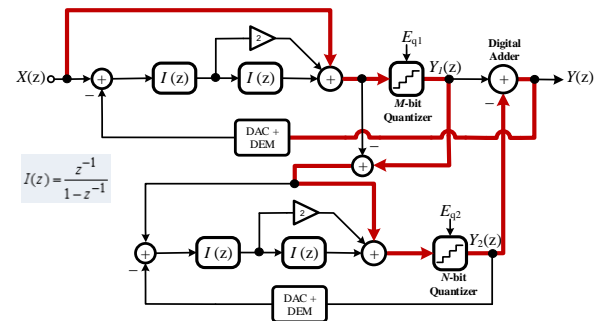 2
E_q1
Digital
Adder
X(z)
I (z)
I (z)
Y_1(z)
Y(z)
M-bit
Quantizer
DAC +
DEM
I(z) = z^{-1} / (1 − z^{-1})
2
E_q2
I (z)
I (z)
Y_2(z)
N-bit
Quantizer
DAC +
DEM